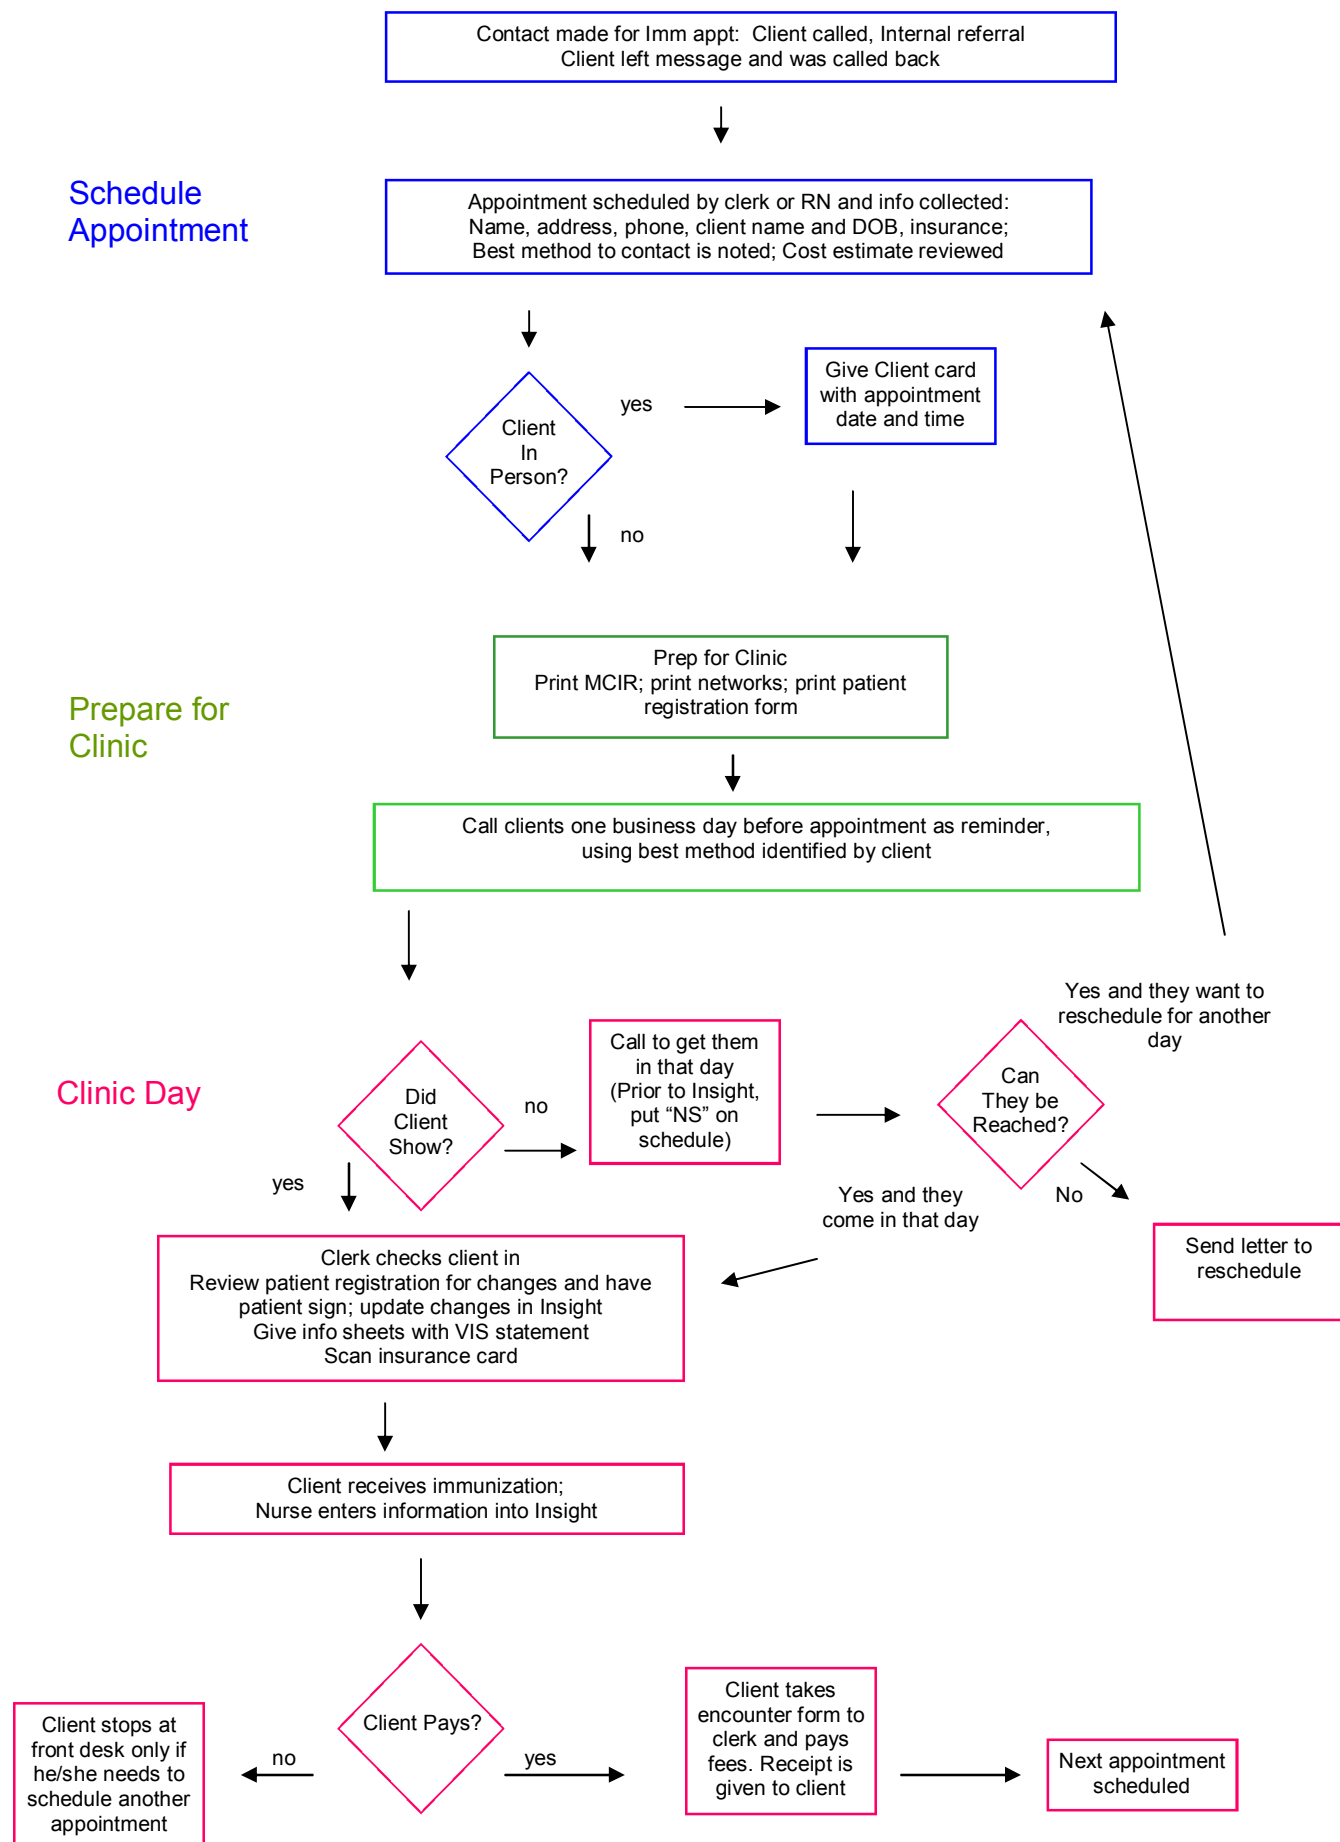 Contact made for Imm appt:  Client called, Internal referral
Client left message and was called back
Schedule
Appointment
Appointment scheduled by clerk or RN and info collected:
Name, address, phone, client name and DOB, insurance;
Best method to contact is noted; Cost estimate reviewed
Client
In
Person?
yes
Give Client card
with appointment
date and time
no
Prep for Clinic
Print MCIR; print networks; print patient
registration form
Prepare for
Clinic
Call clients one business day before appointment as reminder,
using best method identified by client
Yes and they want to
reschedule for another
day
Clinic Day
Did
Client
Show?
no
Call to get them
in that day
(Prior to Insight,
put “NS” on
schedule)
Can
They be
Reached?
yes
Yes and they
come in that day
No
Send letter to
reschedule
Clerk checks client in
Review patient registration for changes and have
patient sign; update changes in Insight
Give info sheets with VIS statement
Scan insurance card
Client receives immunization;
Nurse enters information into Insight
Client Pays?
no
Client stops at
front desk only if
he/she needs to
schedule another
appointment
yes
Client takes
encounter form to
clerk and pays
fees. Receipt is
given to client
Next appointment
scheduled